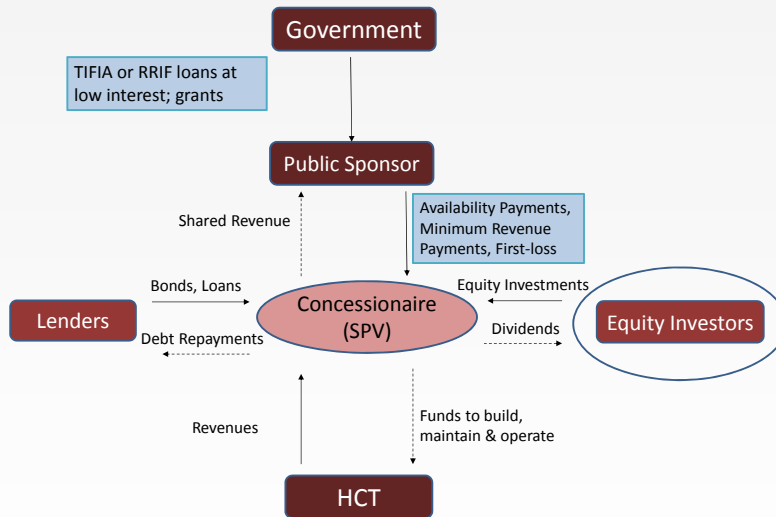 Government
TIFIA or RRIF loans at
low interest; grants
Public Sponsor
Shared Revenue
Availability Payments,
Minimum Revenue
Payments, First-loss
Bonds, Loans
Equity Investments
Lenders
Concessionaire
(SPV)
Equity Investors
Debt Repayments
Dividends
Revenues
Funds to build,
maintain & operate
HCT